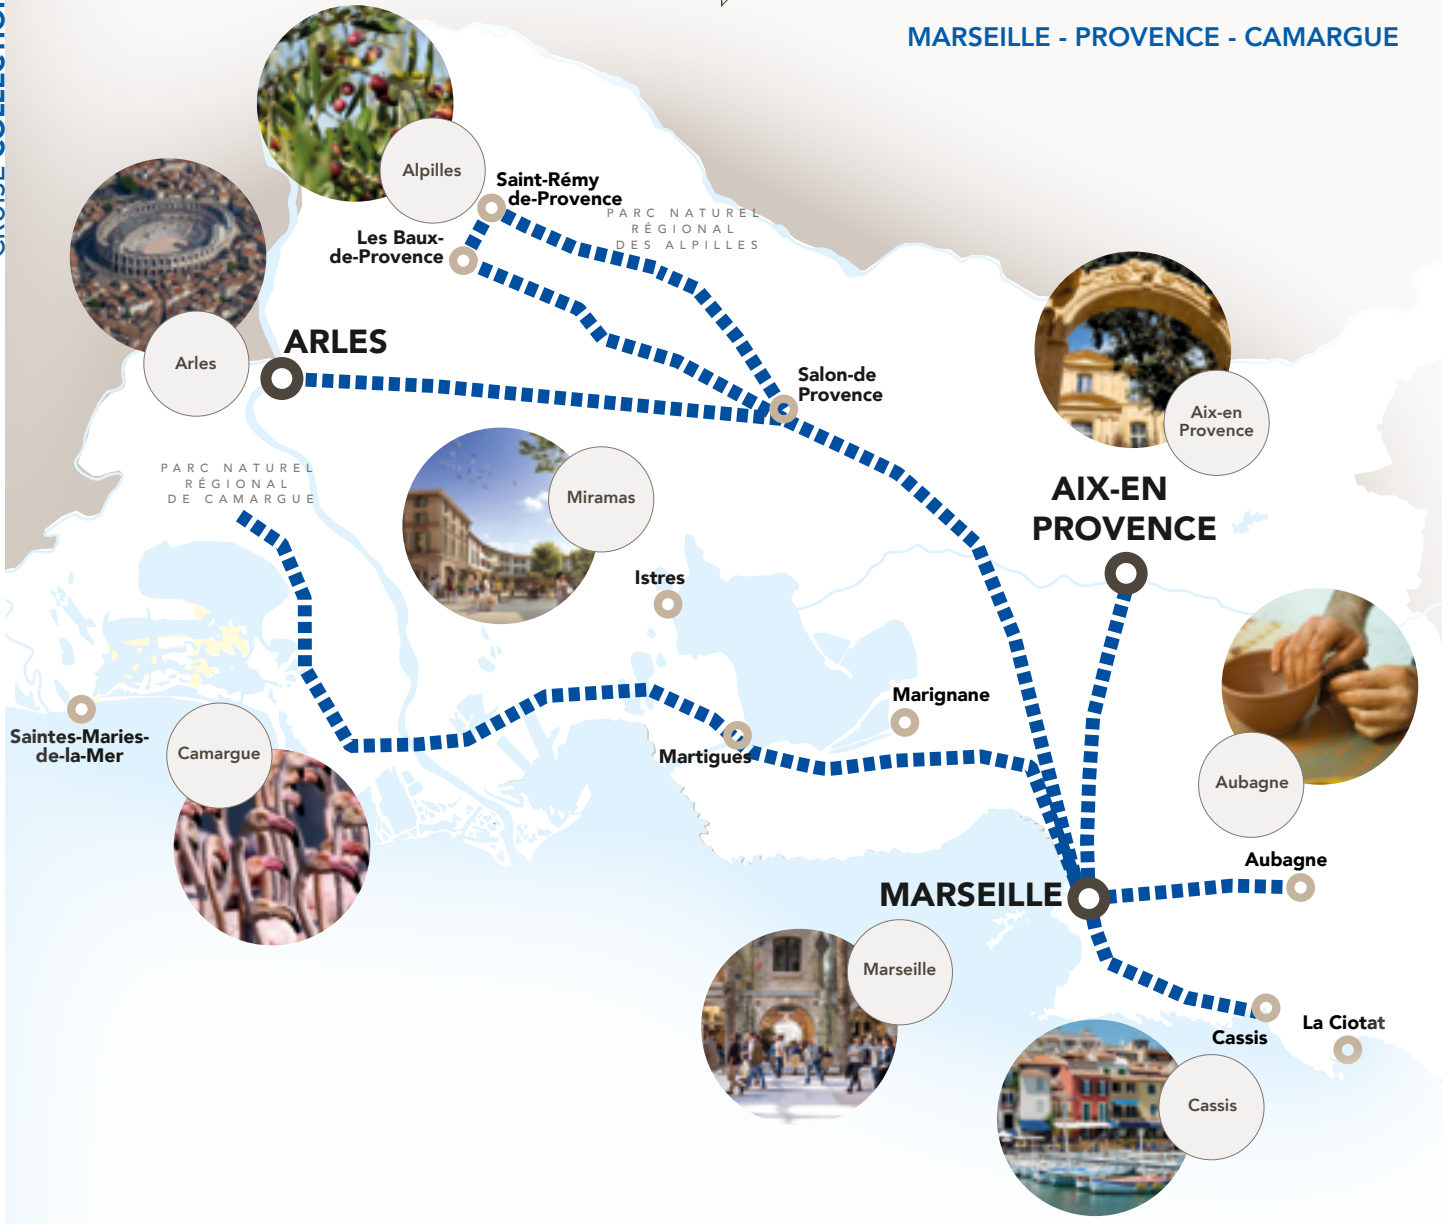 MARSEILLE - PROVENCE - CAMARGUE
Alpilles
Saint-Rémy
de-Provence
PARC NATUREL
RÉGIONAL
DES ALPILLES
Les Baux-
de-Provence
ARLES
Arles
Salon-de
Provence
Aix-en
Provence
PARC NATUREL
RÉGIONAL
DE CAMARGUE
Miramas
AIX-EN
PROVENCE
Istres
Marignane
Saintes-Maries-
de-la-Mer
Camargue
Martigues
Aubagne
Aubagne
MARSEILLE
Marseille
Cassis
La Ciotat
Cassis